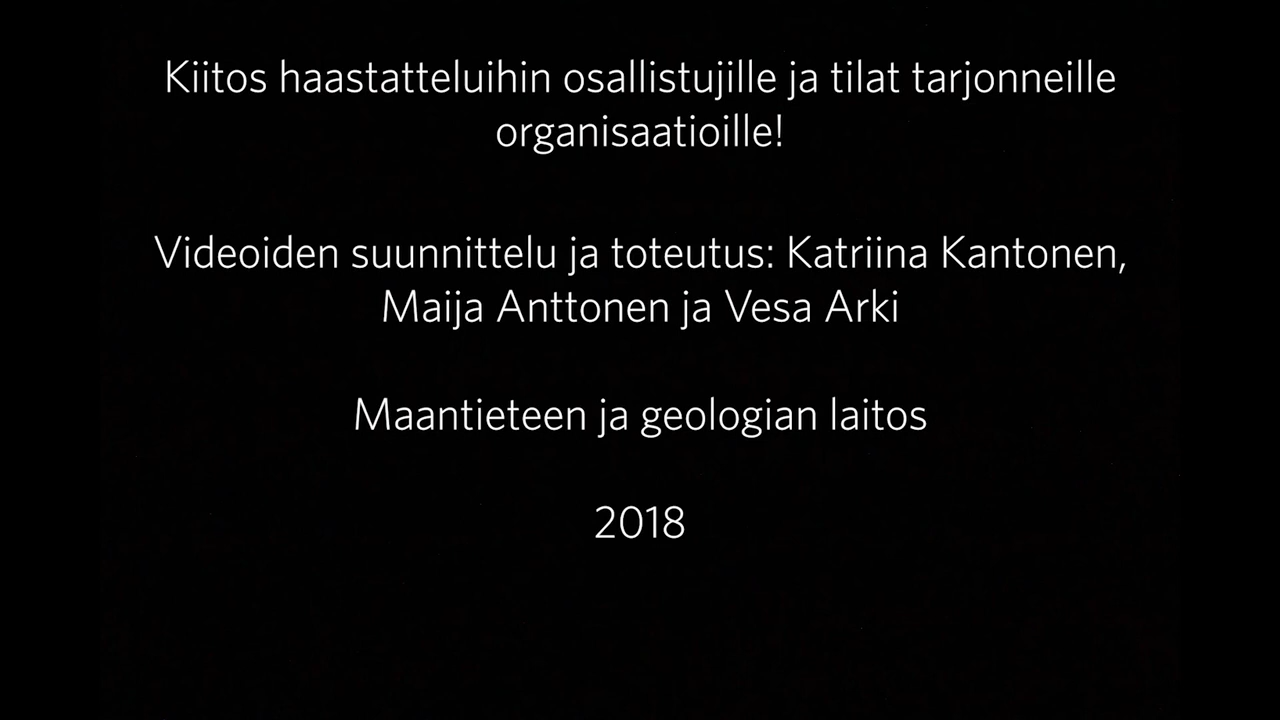 Kiitos haastatteluihin osallistujille ja tilat tarjonneille
organisaatioille!
Videoiden suunnittelu ja toteutus: Katriina Kantonen,
Maija Anttonen ja Vesa Arki
Maantieteen ja geologian laitos
2018